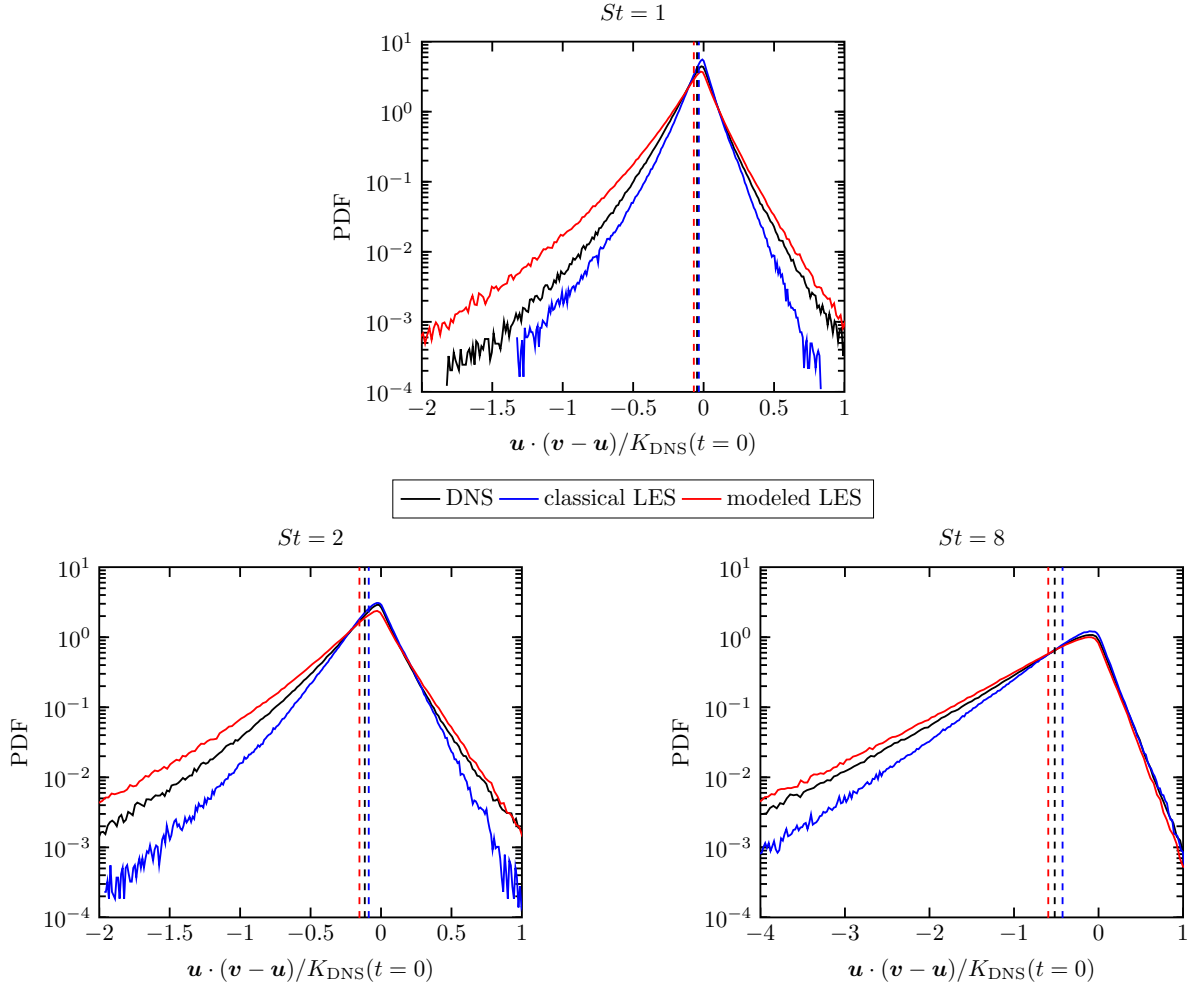 St = 1
10^1
10^0
10^−1
10^−2
10^−3
10^−4
PDF
−2 −1.5 −1 −0.5 0 0.5 1
u · (v − u)/K_DNS(t = 0)
DNS classical LES modeled LES
St = 2
10^1
10^0
10^−1
10^−2
10^−3
10^−4
PDF
−2 −1.5 −1 −0.5 0 0.5 1
u · (v − u)/K_DNS(t = 0)
St = 8
10^1
10^0
10^−1
10^−2
10^−3
10^−4
PDF
−4 −3 −2 −1 0 1
u · (v − u)/K_DNS(t = 0)